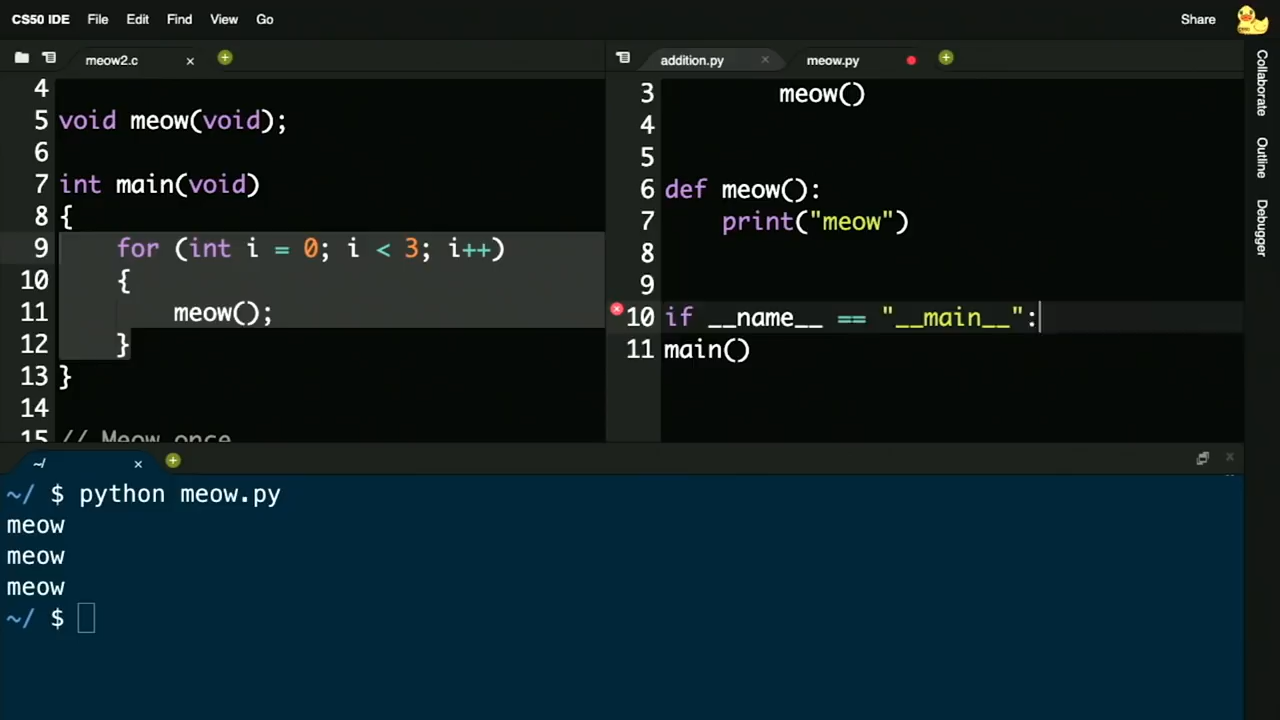 CS50 IDE File Edit Find View Go Share
meow2.c
addition.py meow.py
4
5 void meow(void);
6
7 int main(void)
8 {
9 for (int i = 0; i < 3; i++)
10 {
11 meow();
12 }
13 }
14
15 // Meow once
3 meow()
4
5
6 def meow():
7 print("meow")
8
9
10 if __name__ == "__main__":
11 main()
Collaborate
Outline
Debugger
~/
~/ $ python meow.py
meow
meow
meow
~/ $